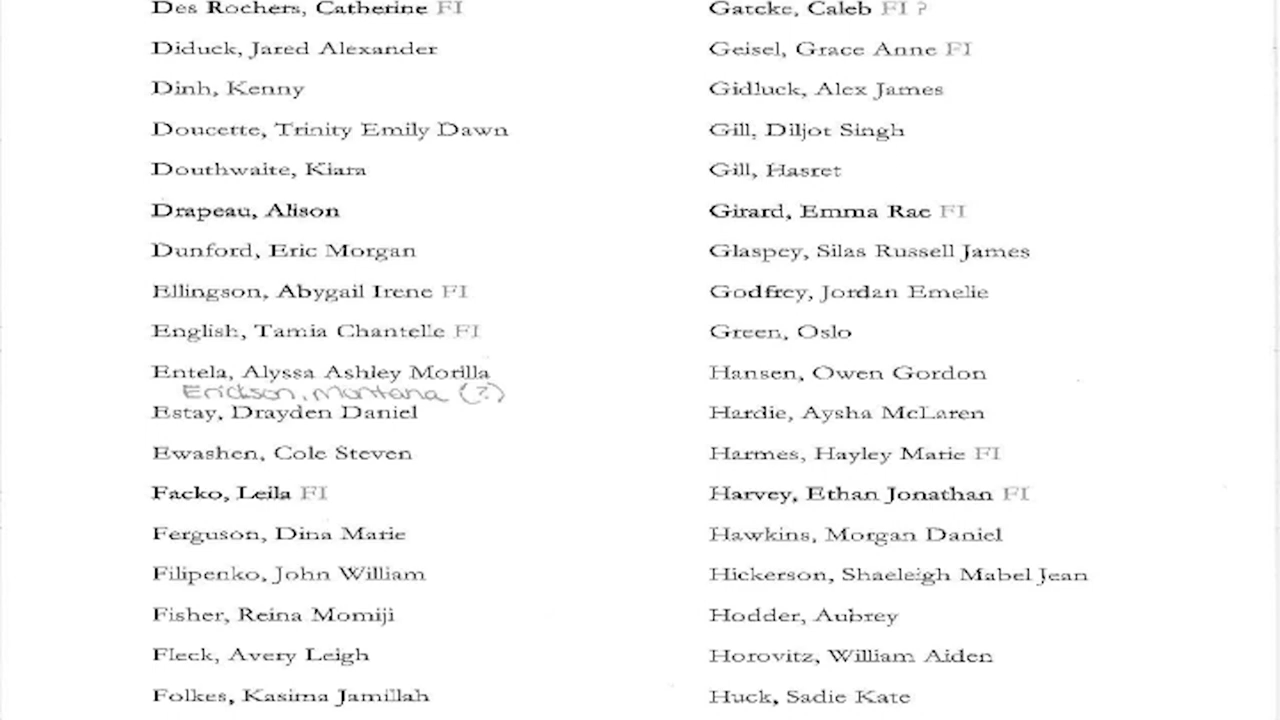 Des Rochers, Catherine FI
Diduck, Jared Alexander
Dinh, Kenny
Doucette, Trinity Emily Dawn
Douthwaite, Kiara
Drapeau, Alison
Dunford, Eric Morgan
Ellingson, Abygail Irene FI
English, Tamia Chantelle FI
Entela, Alyssa Ashley Morilla
Erickson, Montana (?)
Estay, Drayden Daniel
Ewashen, Cole Steven
Facko, Leila FI
Ferguson, Dina Marie
Filipenko, John William
Fisher, Reina Momiji
Fleck, Avery Leigh
Folkes, Kasima Jamillah
Gatcke, Caleb FI ?
Geisel, Grace Anne FI
Gidluck, Alex James
Gill, Diljot Singh
Gill, Hasret
Girard, Emma Rae FI
Glaspey, Silas Russell James
Godfrey, Jordan Emelie
Green, Oslo
Hansen, Owen Gordon
Hardie, Aysha McLaren
Harmes, Hayley Marie FI
Harvey, Ethan Jonathan FI
Hawkins, Morgan Daniel
Hickerson, Shaeleigh Mabel Jean
Hodder, Aubrey
Horovitz, William Aiden
Huck, Sadie Kate